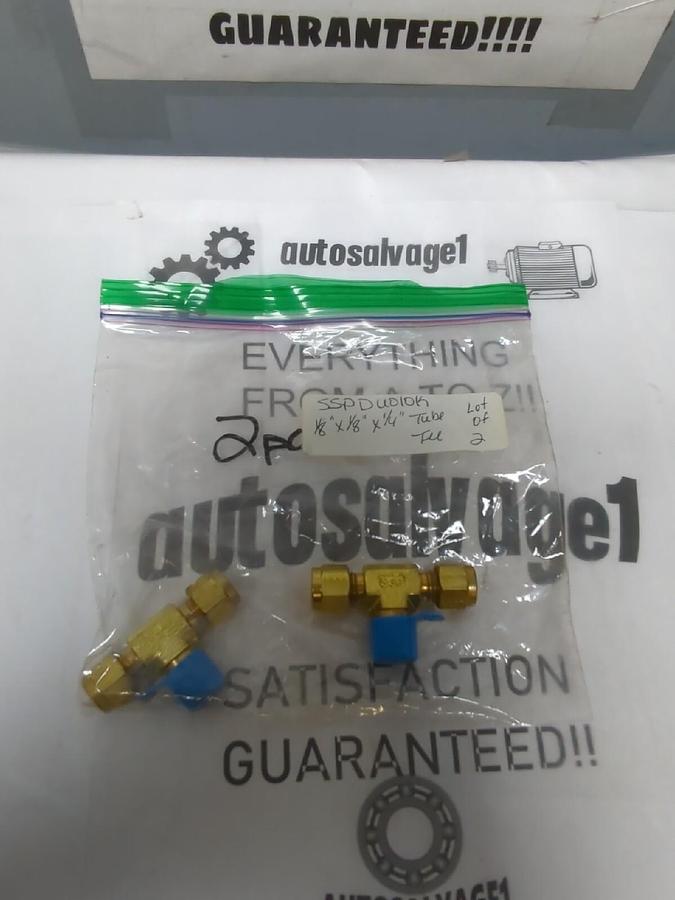 GUARANTEED!!!!
autosalvage1
EVERYTHING
FROM A TO Z!!
2pc
1/8" x 1/8" x 1/4" Tube
Tee
Lot
Of
2
autosalvage1
SATISFACTION
GUARANTEED!!
AUTOSALVAGE1